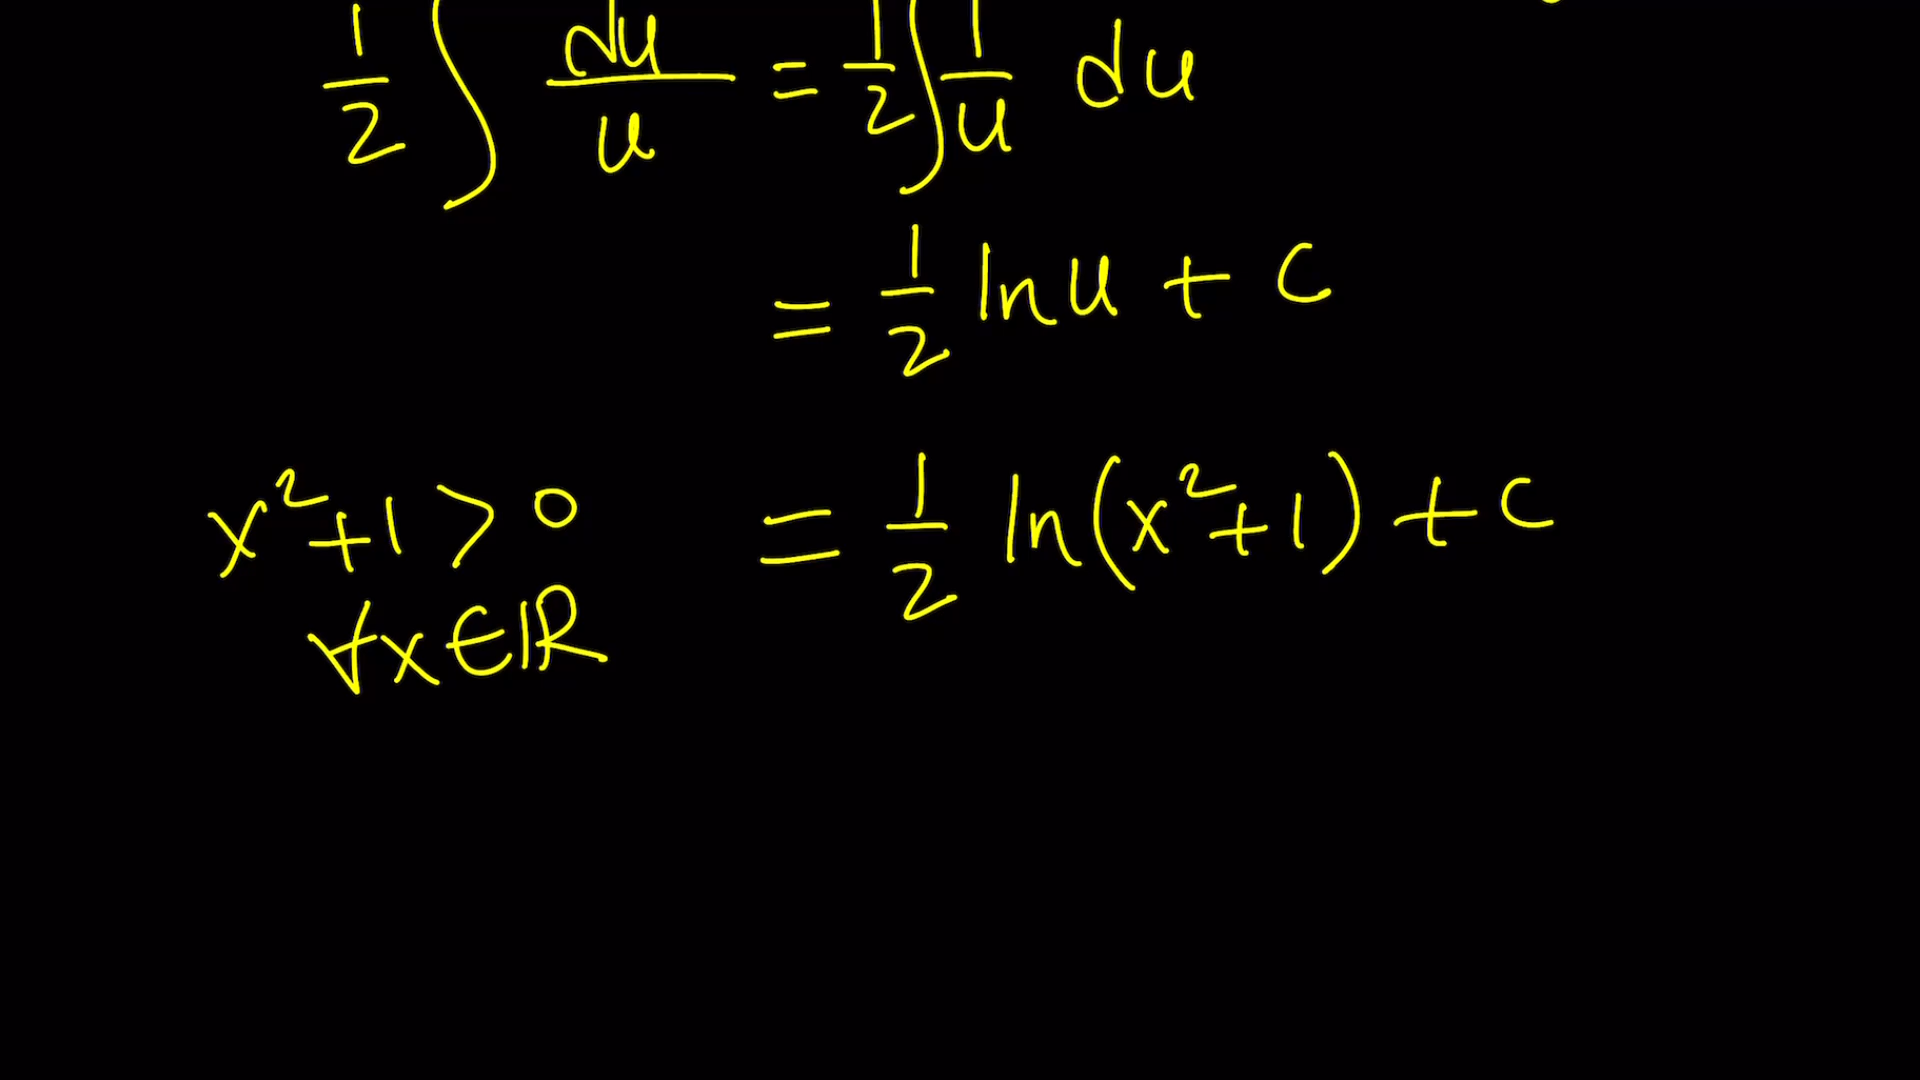 1/2 ∫ du/u = 1/2 ∫ 1/u du
= 1/2 ln u + c
x²+1 > 0 = 1/2 ln(x²+1) + c
∀x∈ℝ